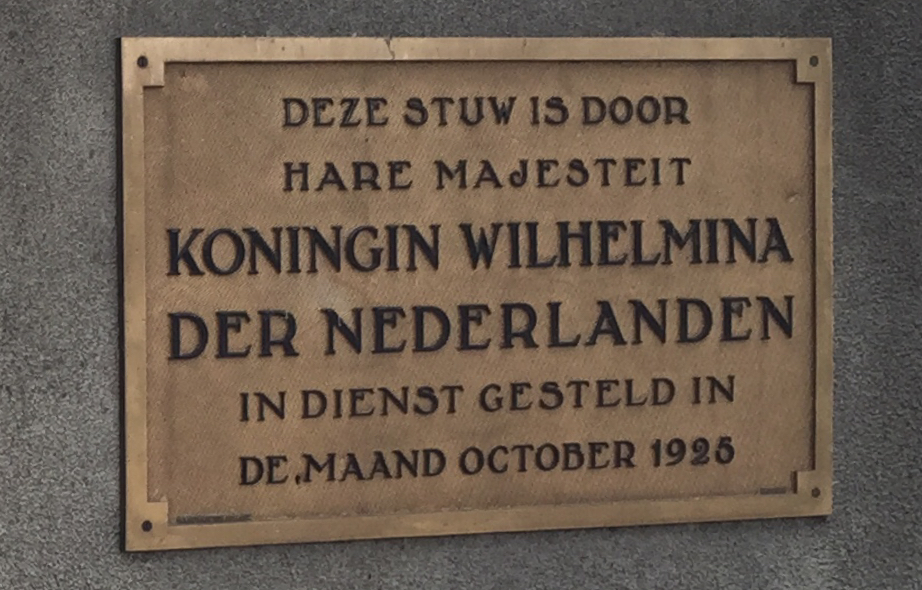 DEZE STUW IS DOOR
HARE MAJESTEIT
KONINGIN WILHELMINA
DER NEDERLANDEN
IN DIENST GESTELD IN
DE MAAND OCTOBER 1925